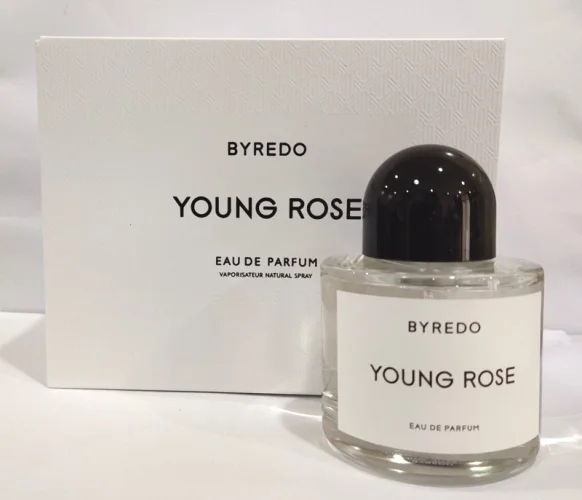 BYREDO
YOUNG ROSE
EAU DE PARFUM
VAPORISATEUR NATURAL SPRAY
BYREDO
YOUNG ROSE
EAU DE PARFUM